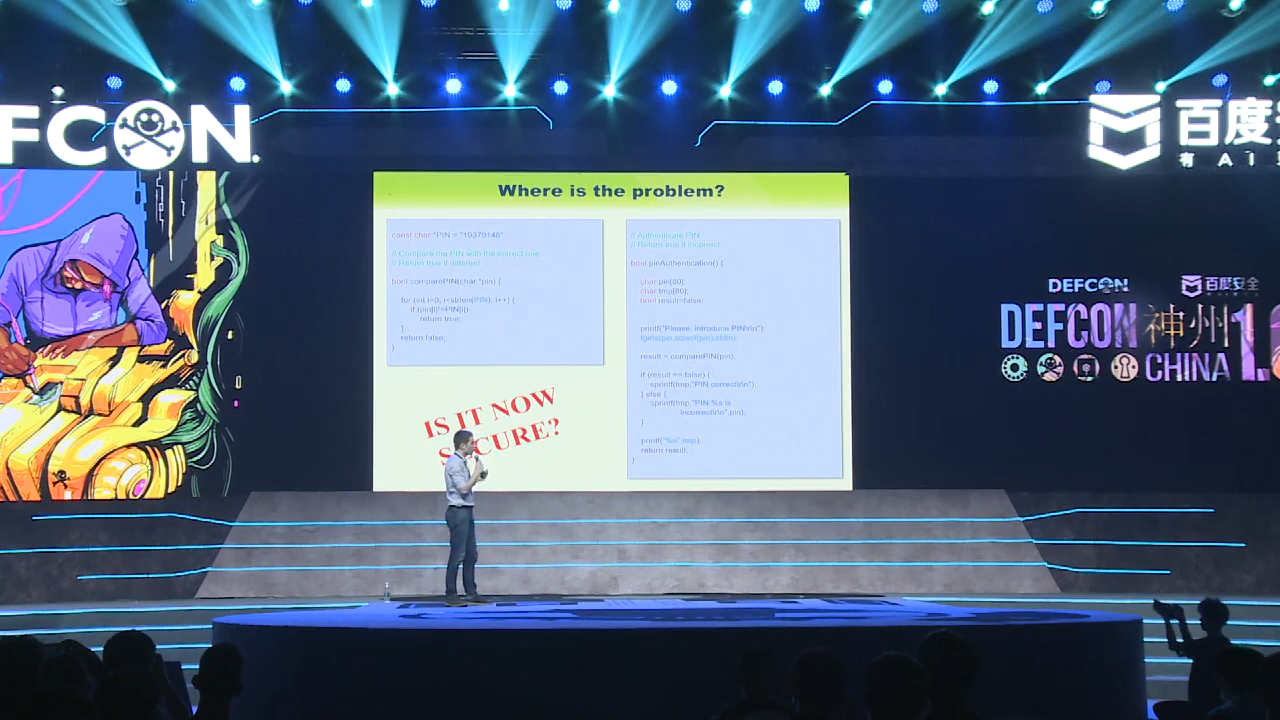 FCON.
百度安
有 A I
Where is the problem?
const char *PIN = "19379148"
// Compare the PIN with the correct one
// Return true if different
bool comparePIN(char *pin) {
for (int i=0; i<strlen(PIN); i++) {
if (pin[i]!=PIN[i])
return true;
}
return false;
}
IS IT NOW
SECURE?
// Authenticate PIN
// Return true if incorrect
bool pinAuthentication() {
char pin[80];
char tmp[80];
bool result=false;
printf("Please, introduce PIN\r\n");
fgets(pin,sizeof(pin),stdin);
result = comparePIN(pin);
if (result == false) {
sprintf(tmp,"PIN correct\r\n");
} else {
sprintf(tmp,"PIN %s is
incorrect\r\n",pin);
}
printf("%s",tmp);
return result;
}
DEFCON 百度安全
DEFCON 神州 1.
CHINA